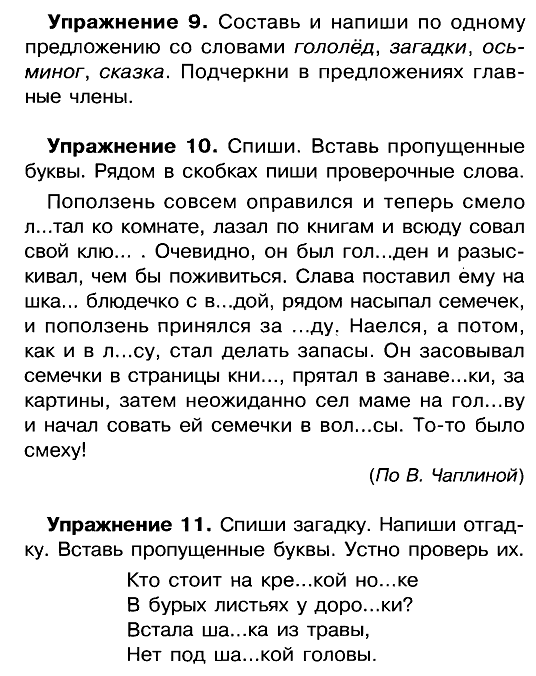 Упражнение 9. Составь и напиши по одному
предложению со словами гололёд, загадки, ось-
миног, сказка. Подчеркни в предложениях глав-
ные члены.
Упражнение 10. Спиши. Вставь пропущенные
буквы. Рядом в скобках пиши проверочные слова.
Поползень совсем оправился и теперь смело
л...тал ко комнате, лазал по книгам и всюду совал
свой клю... . Очевидно, он был гол...ден и разыс-
кивал, чем бы поживиться. Слава поставил ему на
шка... блюдечко с в...дой, рядом насыпал семечек,
и поползень принялся за ...ду. Наелся, а потом,
как и в л...су, стал делать запасы. Он засовывал
семечки в страницы кни..., прятал в занаве...ки, за
картины, затем неожиданно сел маме на гол...ву
и начал совать ей семечки в вол...сы. То-то было
смеху!
(По В. Чаплиной)
Упражнение 11. Спиши загадку. Напиши отгад-
ку. Вставь пропущенные буквы. Устно проверь их.
Кто стоит на кре...кой но...ке
В бурых листьях у доро...ки?
Встала ша...ка из травы,
Нет под ша...кой головы.